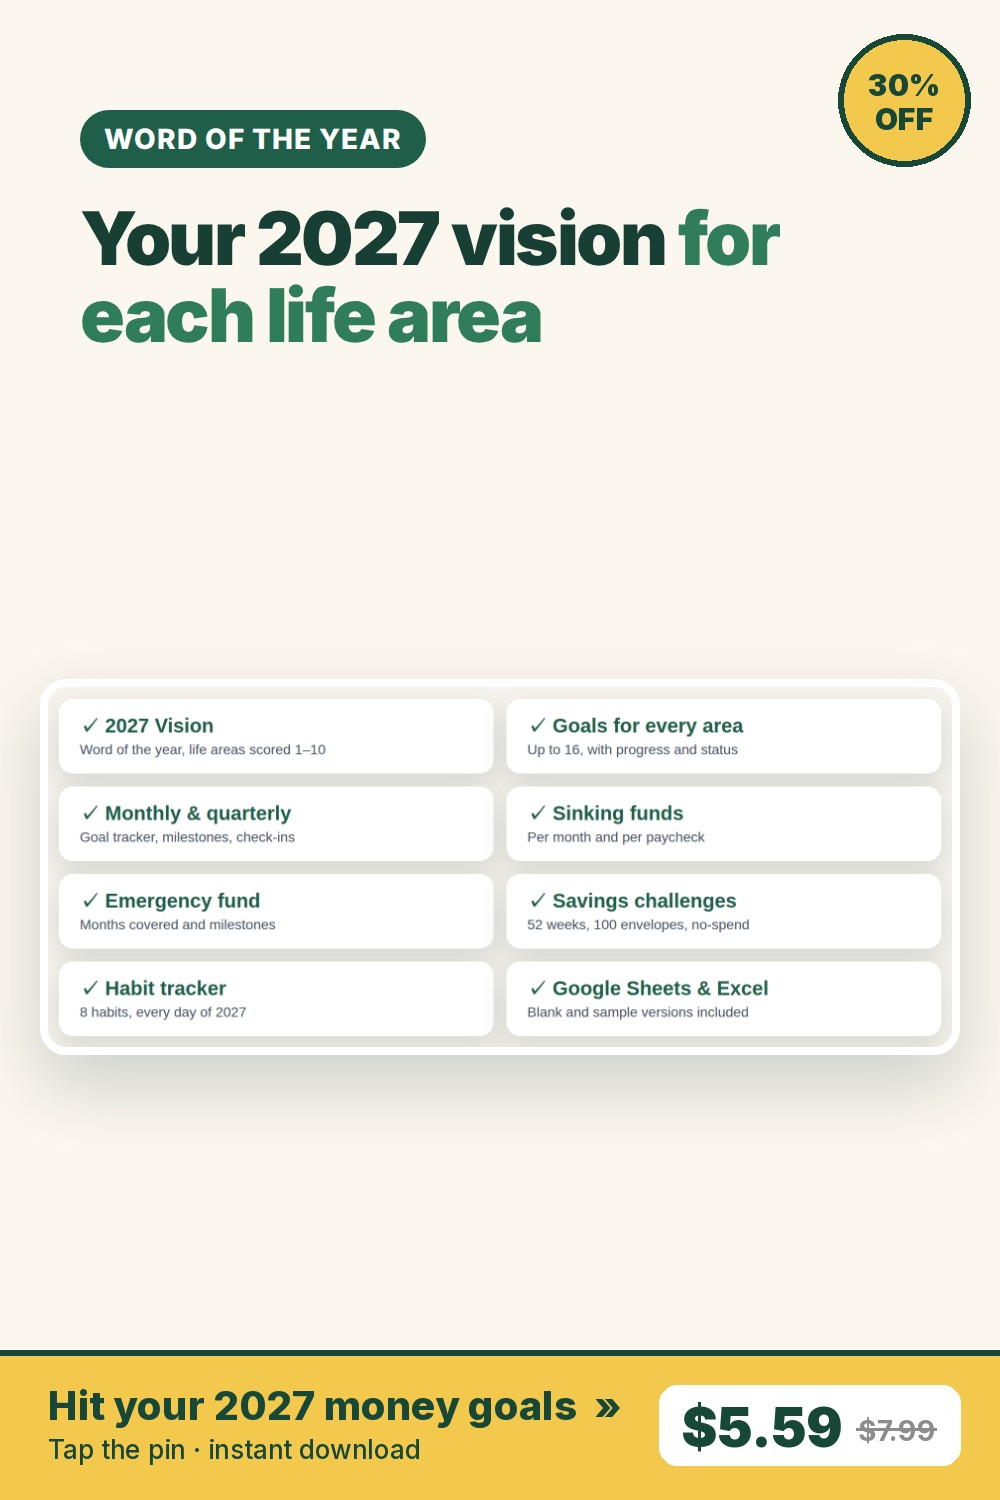 30%
OFF
WORD OF THE YEAR
Your 2027 vision for
each life area
✓ 2027 Vision
Word of the year, life areas scored 1–10
✓ Goals for every area
Up to 16, with progress and status
✓ Monthly & quarterly
Goal tracker, milestones, check-ins
✓ Sinking funds
Per month and per paycheck
✓ Emergency fund
Months covered and milestones
✓ Savings challenges
52 weeks, 100 envelopes, no-spend
✓ Habit tracker
8 habits, every day of 2027
✓ Google Sheets & Excel
Blank and sample versions included
Hit your 2027 money goals »
Tap the pin · instant download
$5.59 $7.99